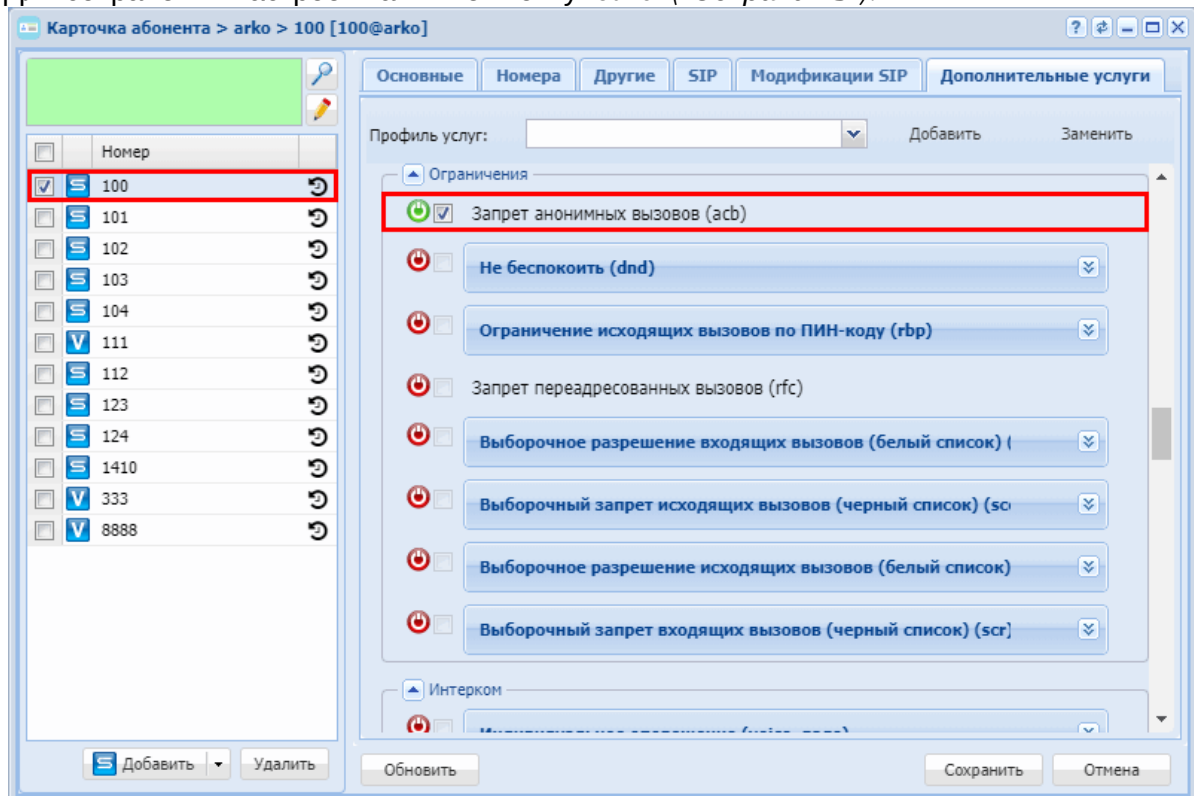 Карточка абонента > arko > 100 [100@arko]
Основные Номера Другие SIP Модификации SIP Дополнительные услуги
Профиль услуг: Добавить Заменить
Номер
100
101
102
103
104
111
112
123
124
1410
333
8888
Добавить Удалить
Ограничения
Запрет анонимных вызовов (acb)
Не беспокоить (dnd)
Ограничение исходящих вызовов по ПИН-коду (rbp)
Запрет переадресованных вызовов (rfc)
Выборочное разрешение входящих вызовов (белый список) (
Выборочный запрет исходящих вызовов (черный список) (sc
Выборочное разрешение исходящих вызовов (белый список)
Выборочный запрет входящих вызовов (черный список) (scr)
Интерком
Обновить Сохранить Отмена